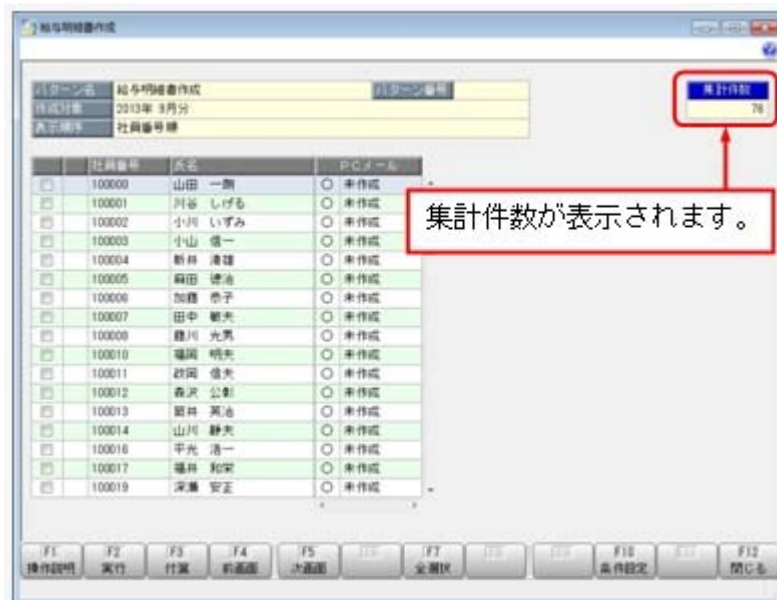 給与明細書作成
パターン名 給与明細書作成 パターン番号
作成対象 2013年 9月分
表示順序 社員番号順
集計件数
76
社員番号 氏名 PCメール
100000 山田 一朗 ○ 未作成
100001 川谷 しげる ○ 未作成
100002 小川 いずみ ○ 未作成
100003 小山 信一 ○ 未作成
100004 新井 ○ 未作成
100005 麻田 徳治 ○ 未作成
100006 加藤 恭子 ○ 未作成
100007 田中 敏夫 ○ 未作成
100008 光男 ○ 未作成
100010 福岡 明夫 ○ 未作成
100011 政岡 信夫 ○ 未作成
100012 森沢 公彰 ○ 未作成
100013 筒井 英治 ○ 未作成
100014 山川 静夫 ○ 未作成
100016 平光 浩一 ○ 未作成
100017 福井 和栄 ○ 未作成
100019 深瀬 安正 ○ 未作成
集計件数が表示されます。
F1 F2 F3 F4 F5 F7 F10 F12
操作説明 実行 付箋 前画面 次画面 全選択 条件設定 閉じる